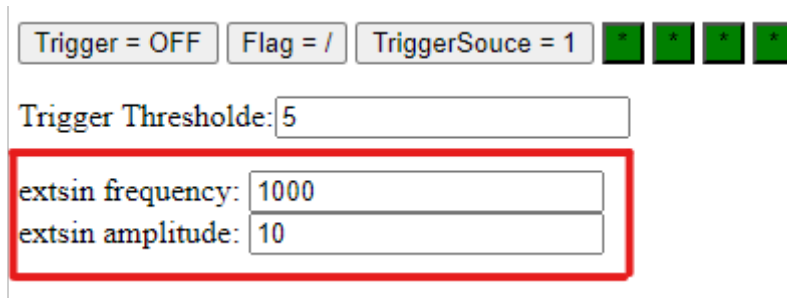 Trigger = OFF Flag = / TriggerSouce = 1 * * * *
Trigger Thresholde: 5
extsin frequency: 1000
extsin amplitude: 10